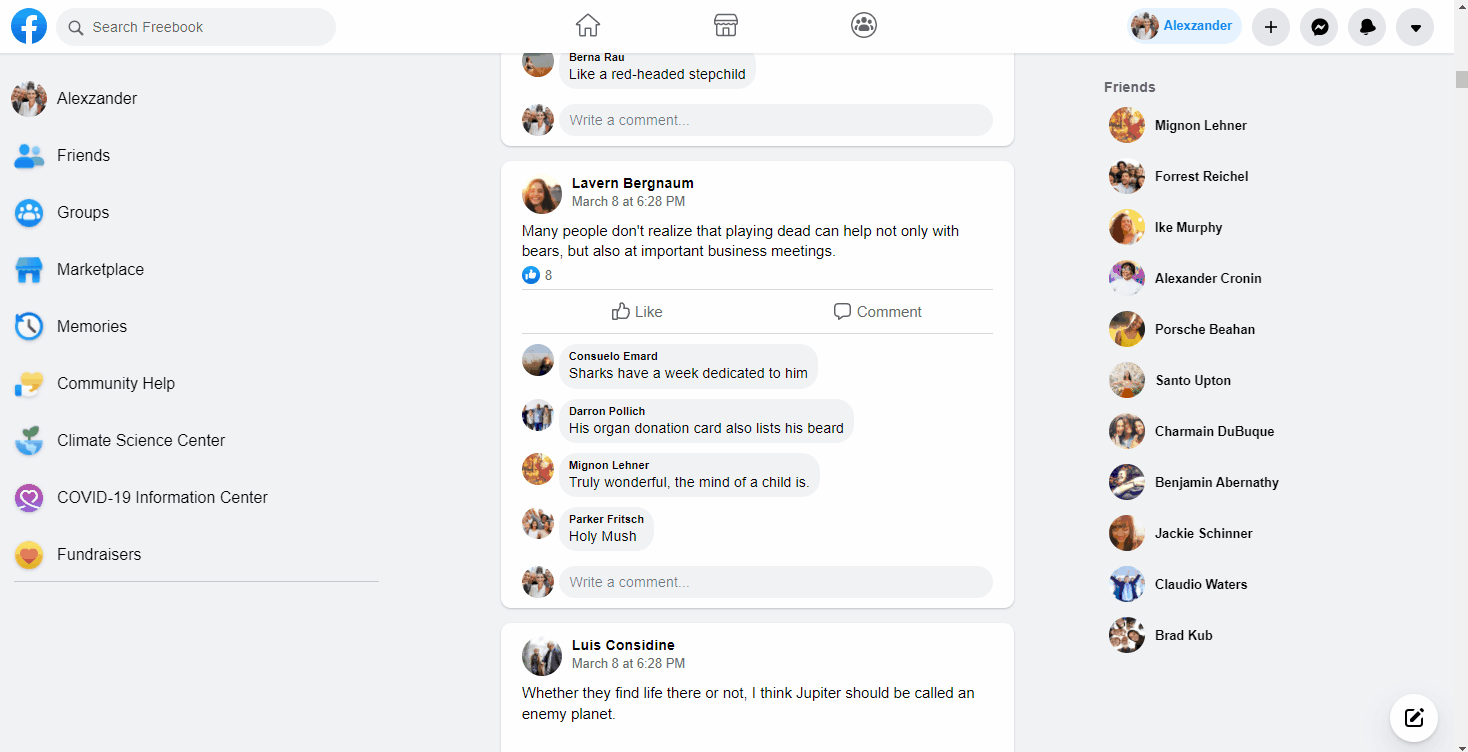 Search Freebook
Alexzander
Alexzander
Friends
Groups
Marketplace
Memories
Community Help
Climate Science Center
COVID-19 Information Center
Fundraisers
Berna Rau
Like a red-headed stepchild
Write a comment...
Lavern Bergnaum
March 8 at 6:28 PM
Many people don't realize that playing dead can help not only with
bears, but also at important business meetings.
8
Like
Comment
Consuelo Emard
Sharks have a week dedicated to him
Darron Pollich
His organ donation card also lists his beard
Mignon Lehner
Truly wonderful, the mind of a child is.
Parker Fritsch
Holy Mush
Write a comment...
Luis Considine
March 8 at 6:28 PM
Whether they find life there or not, I think Jupiter should be called an
enemy planet.
Friends
Mignon Lehner
Forrest Reichel
Ike Murphy
Alexander Cronin
Porsche Beahan
Santo Upton
Charmain DuBuque
Benjamin Abernathy
Jackie Schinner
Claudio Waters
Brad Kub